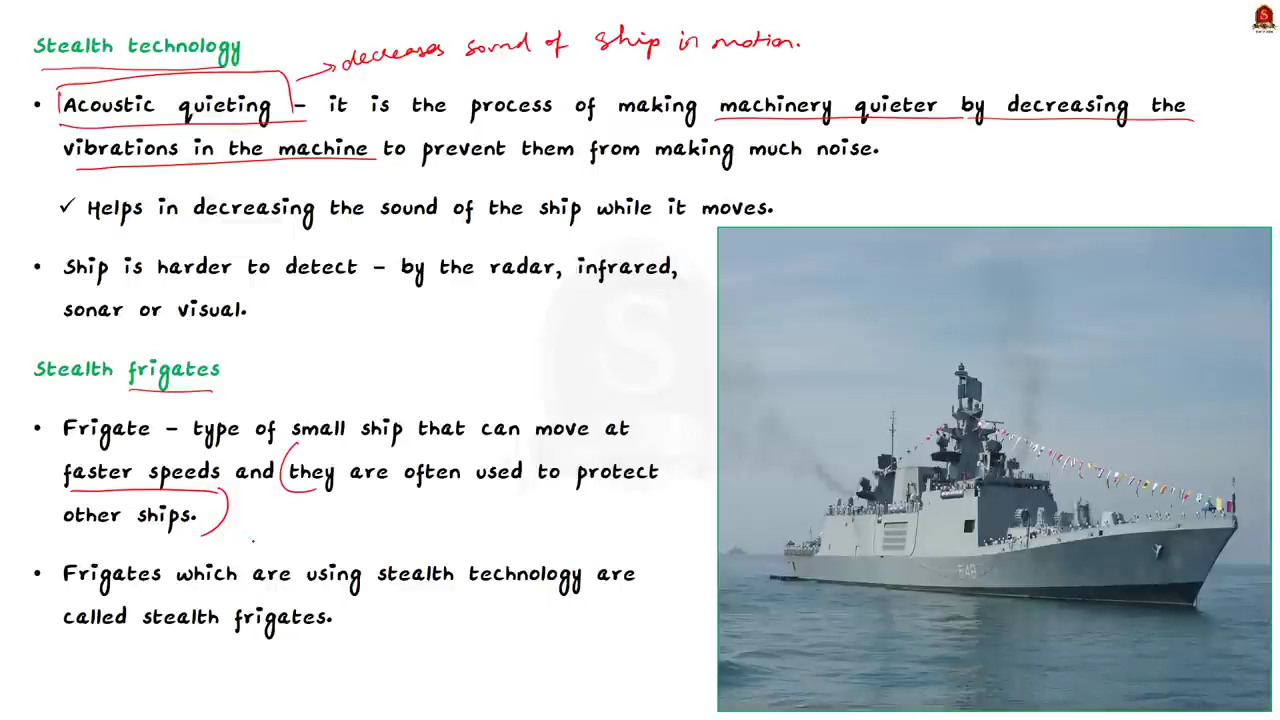 Stealth technology
decreases sound of ship in motion.
• Acoustic quieting – it is the process of making machinery quieter by decreasing the
vibrations in the machine to prevent them from making much noise.
✓ Helps in decreasing the sound of the ship while it moves.
• Ship is harder to detect – by the radar, infrared,
sonar or visual.
Stealth frigates
• Frigate – type of small ship that can move at
faster speeds and they are often used to protect
other ships.
• Frigates which are using stealth technology are
called stealth frigates.
F48
S
S